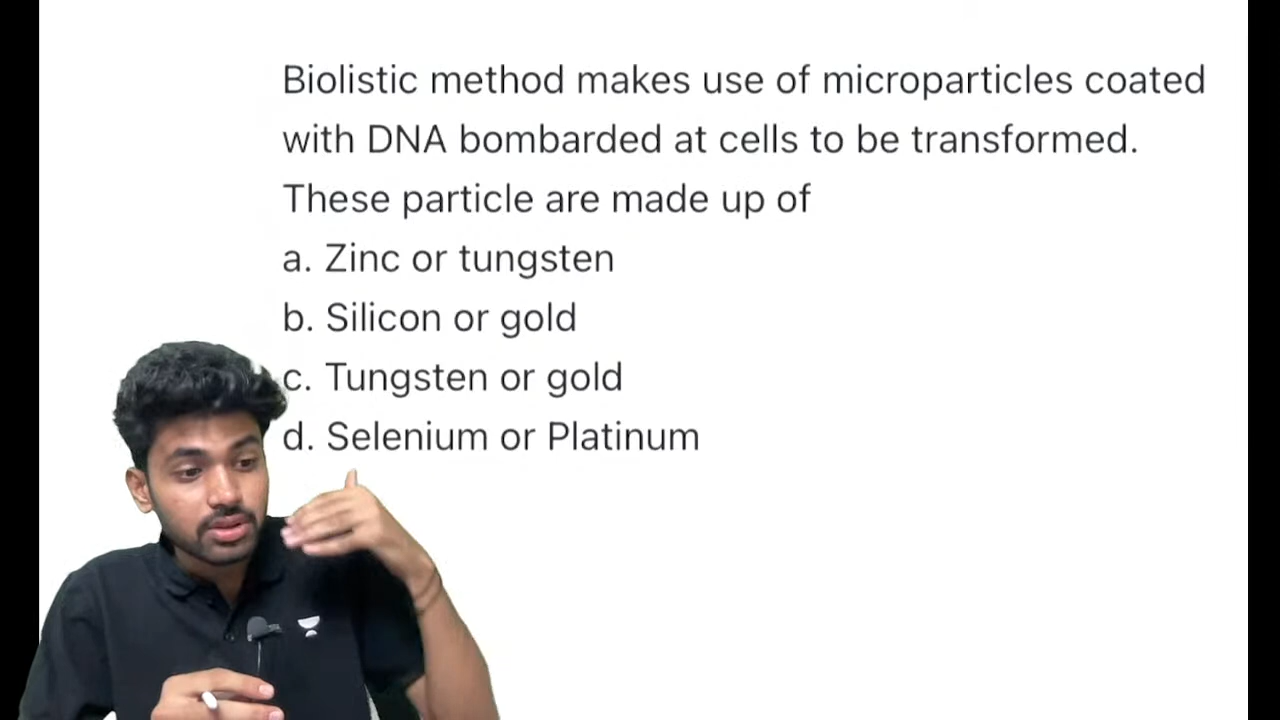 Biolistic method makes use of microparticles coated
with DNA bombarded at cells to be transformed.
These particle are made up of
a. Zinc or tungsten
b. Silicon or gold
c. Tungsten or gold
d. Selenium or Platinum